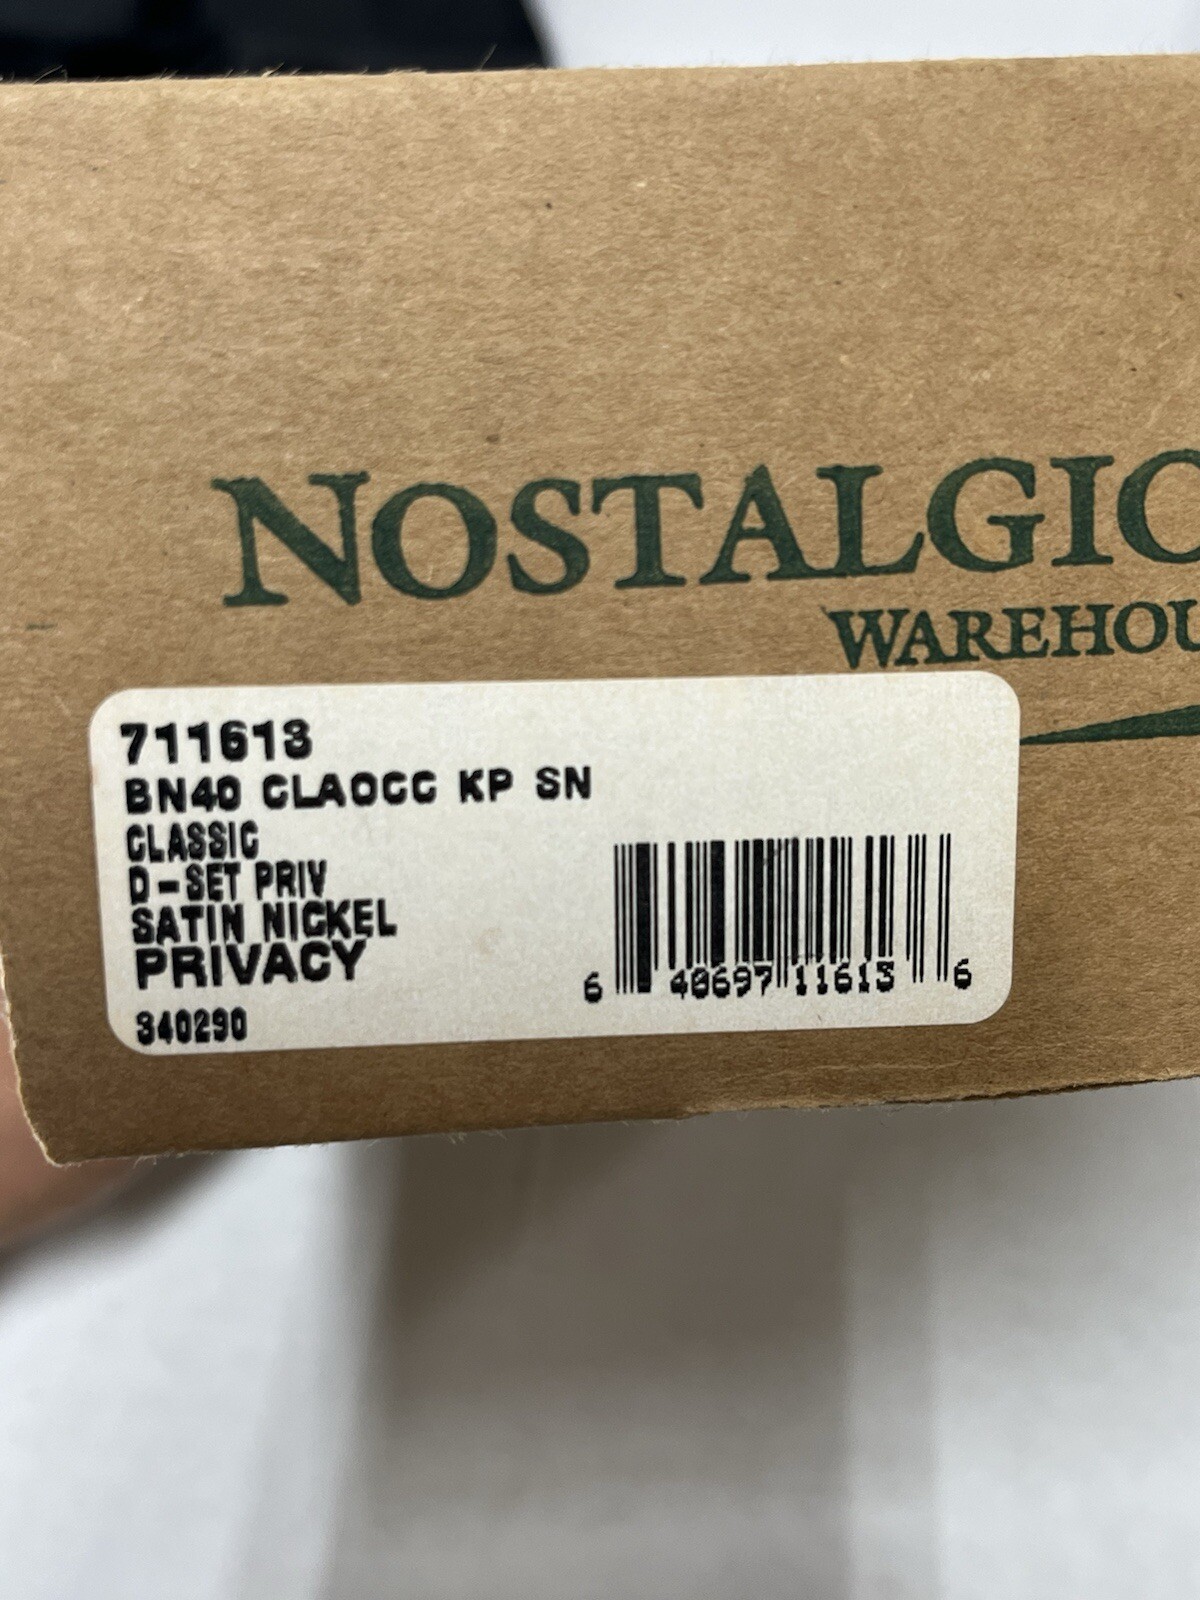 NOSTALGIC
WAREHOU
711613
BN40 CLAOCC KP SN
CLASSIC
D-SET PRIV
SATIN NICKEL
PRIVACY
340290
6 40697 11613 6